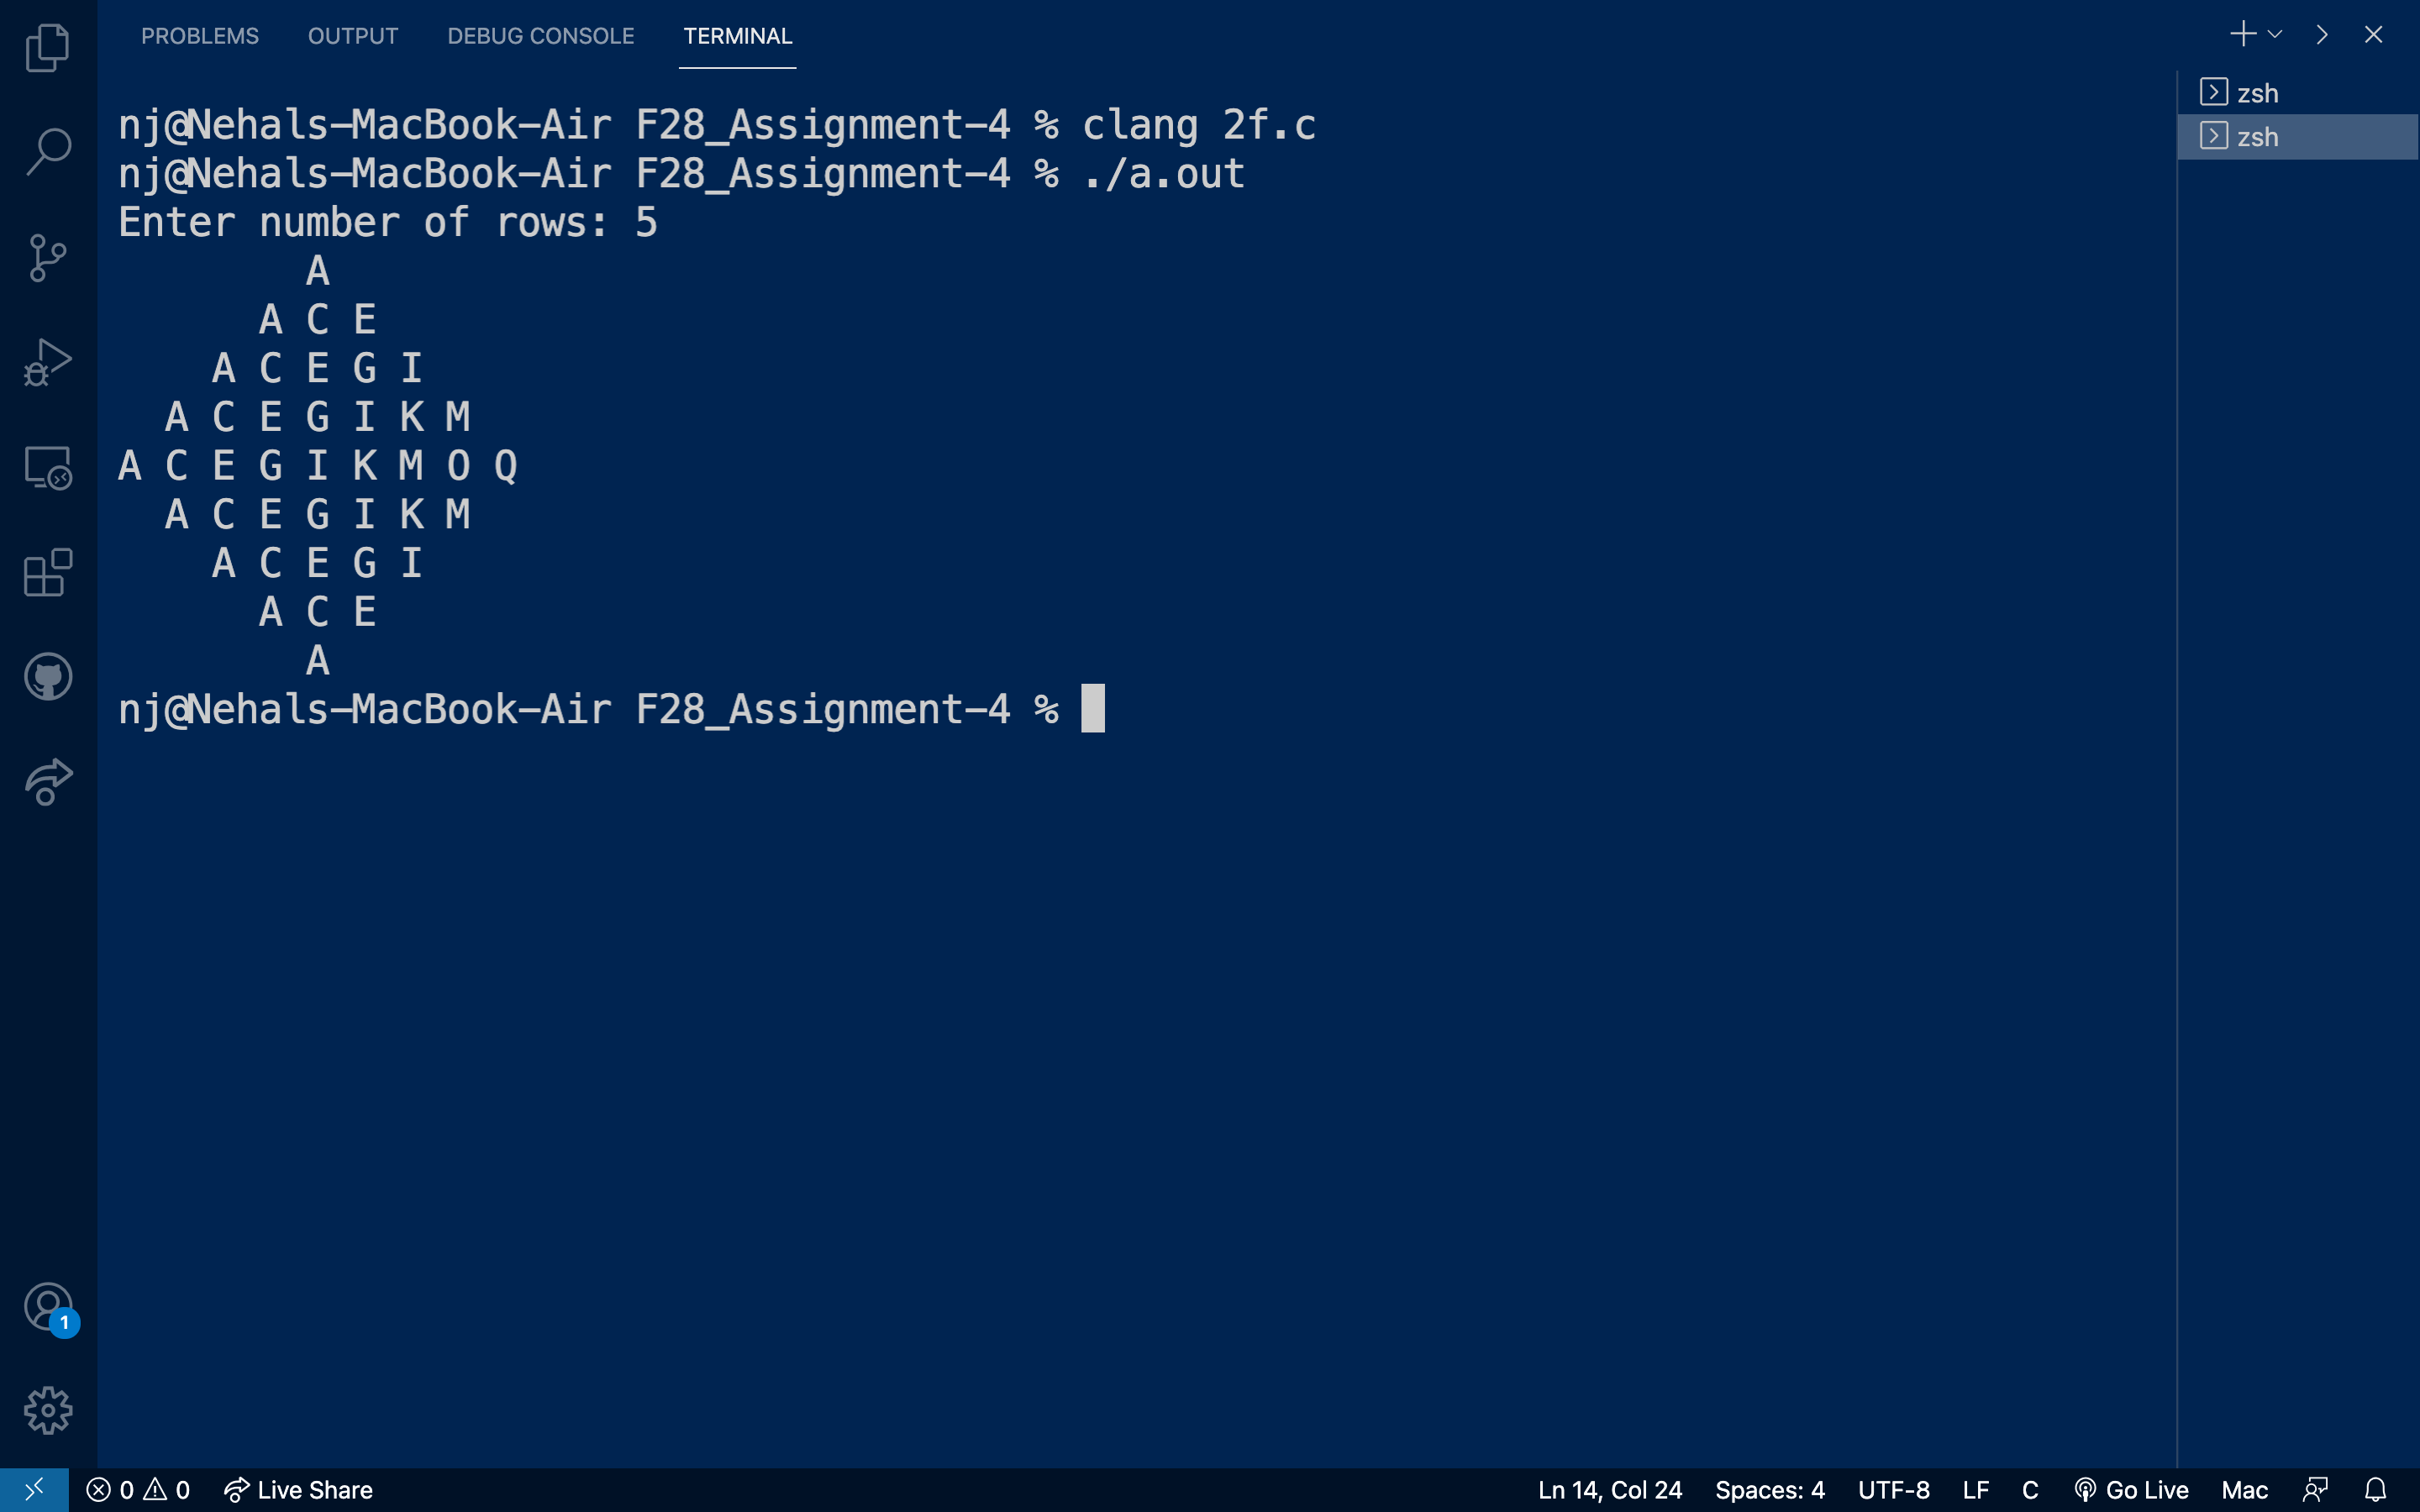 PROBLEMS OUTPUT DEBUG CONSOLE TERMINAL
zsh
zsh
nj@Nehals-MacBook-Air F28_Assignment-4 % clang 2f.c
nj@Nehals-MacBook-Air F28_Assignment-4 % ./a.out
Enter number of rows: 5
        A
      A C E
    A C E G I
  A C E G I K M
A C E G I K M O Q
  A C E G I K M
    A C E G I
      A C E
        A
nj@Nehals-MacBook-Air F28_Assignment-4 %
1
0 0 Live Share Ln 14, Col 24 Spaces: 4 UTF-8 LF C Go Live Mac